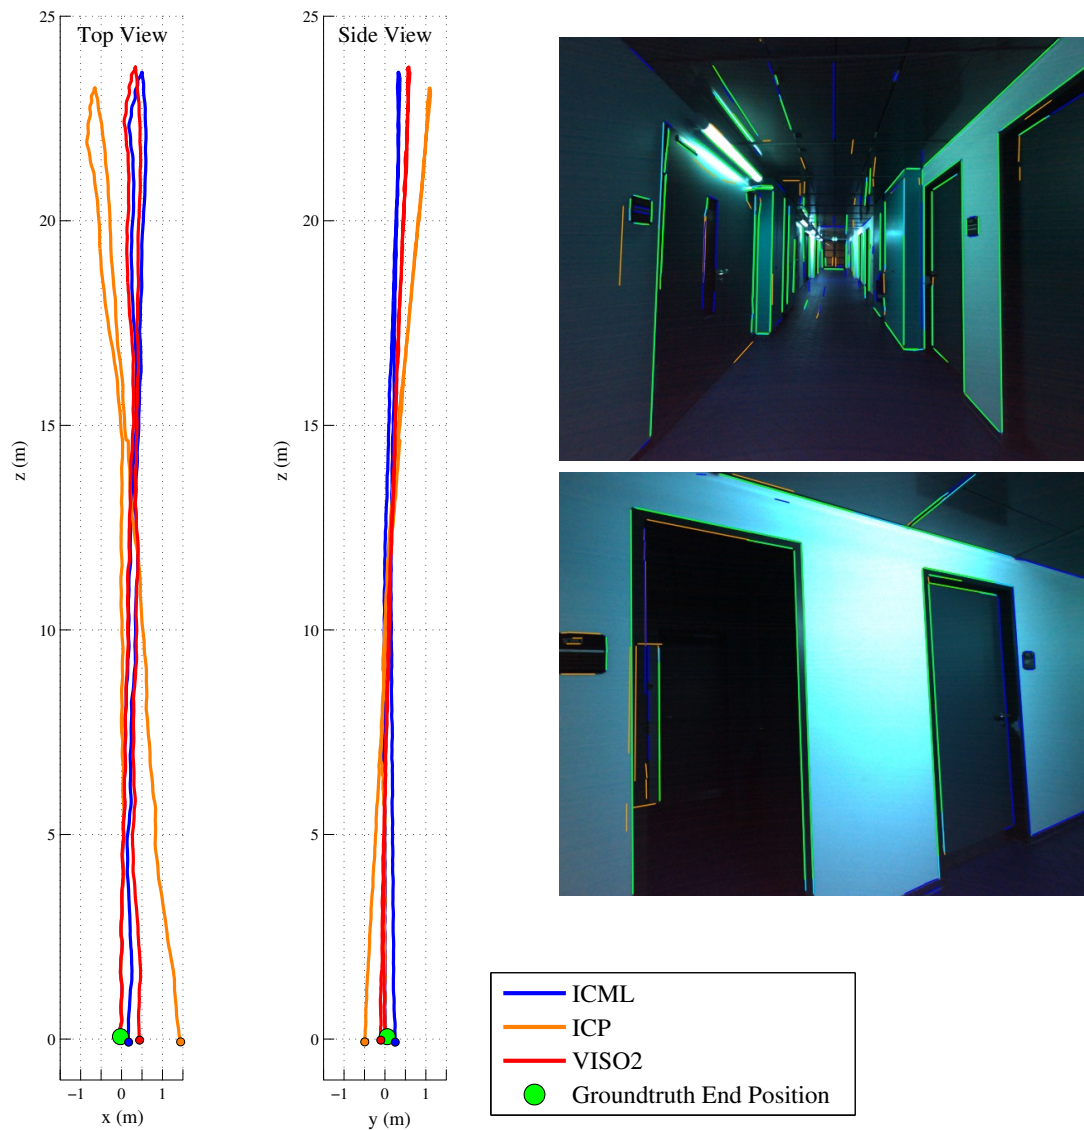 Top View
25
20
15
10
5
0
z (m)
−1 0 1
x (m)
Side View
25
20
15
10
5
0
z (m)
−1 0 1
y (m)
ICML
ICP
VISO2
Groundtruth End Position